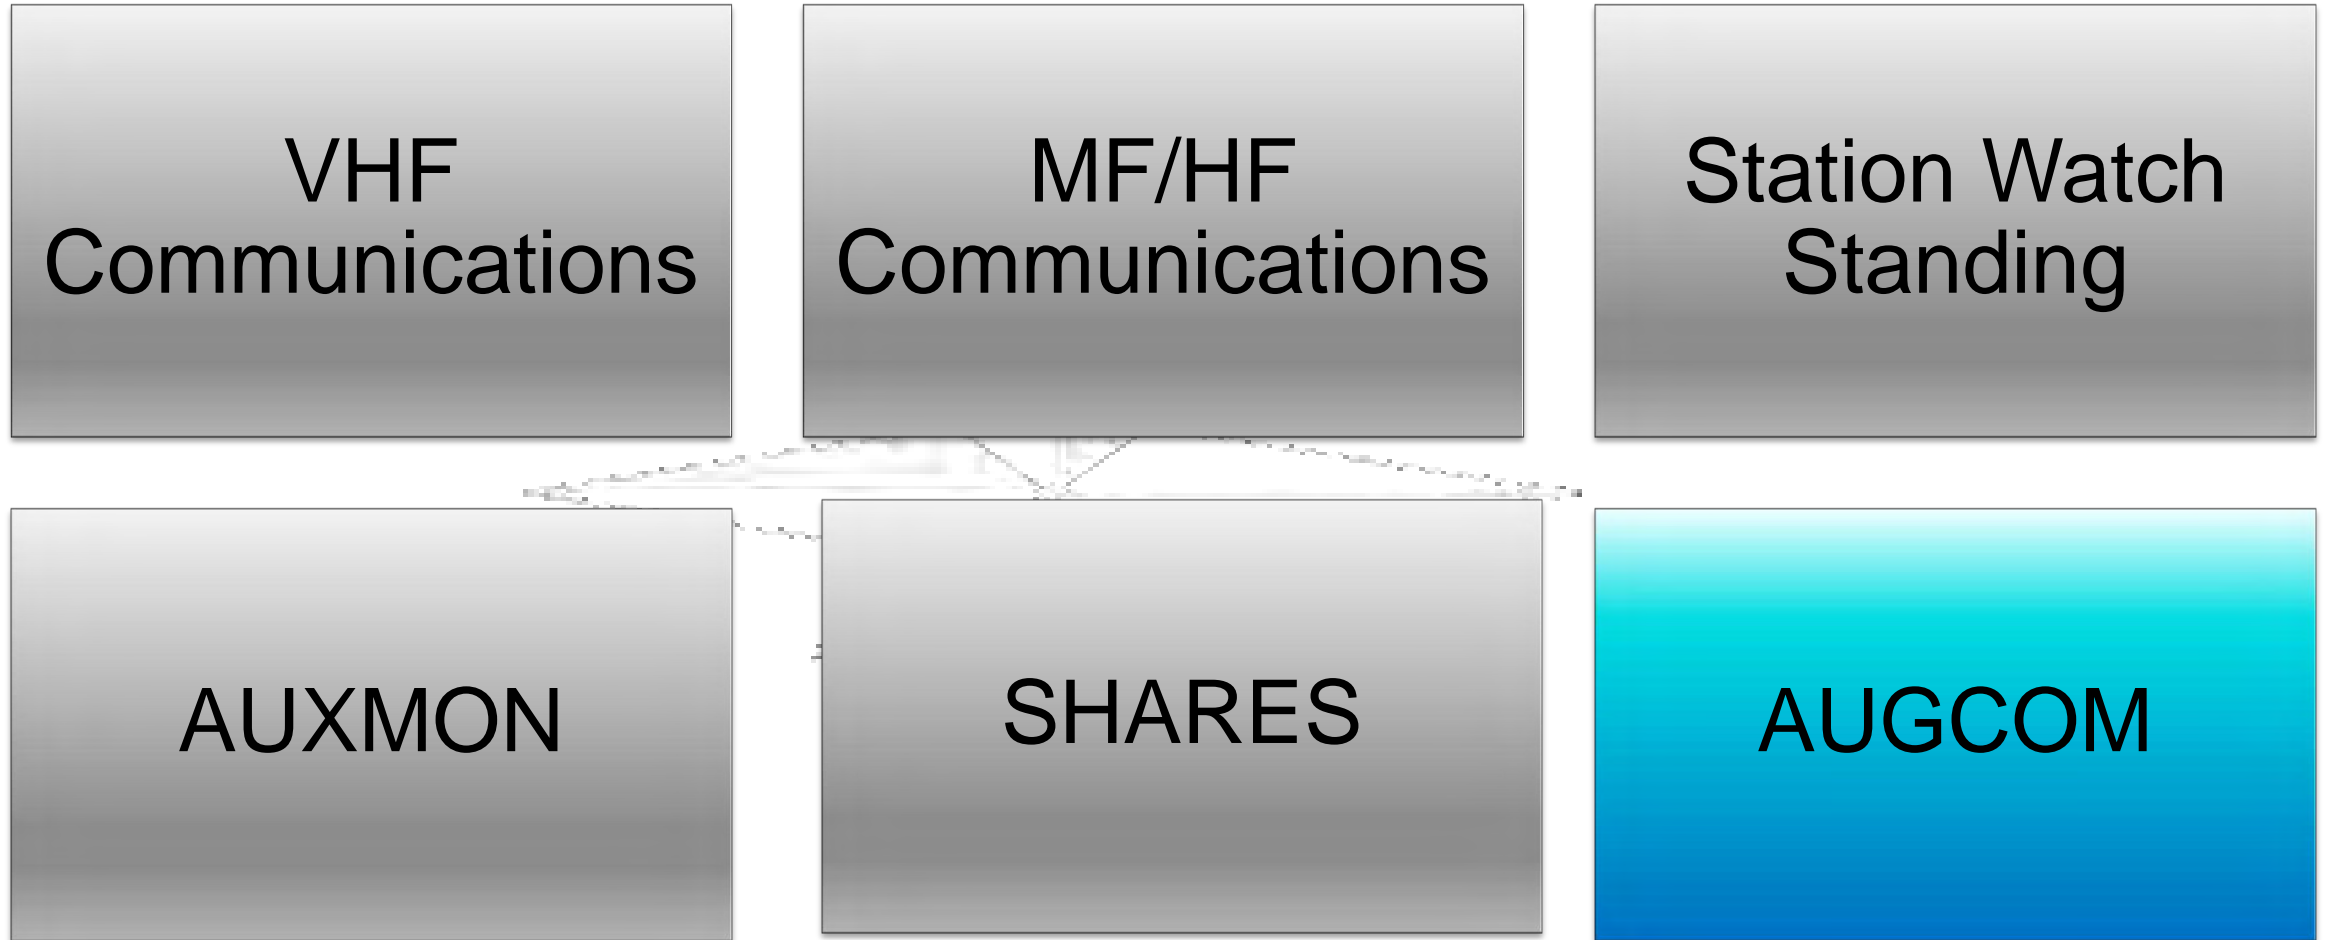 VHF
Communications
MF/HF
Communications
Station Watch
Standing
AUXMON
SHARES
AUGCOM